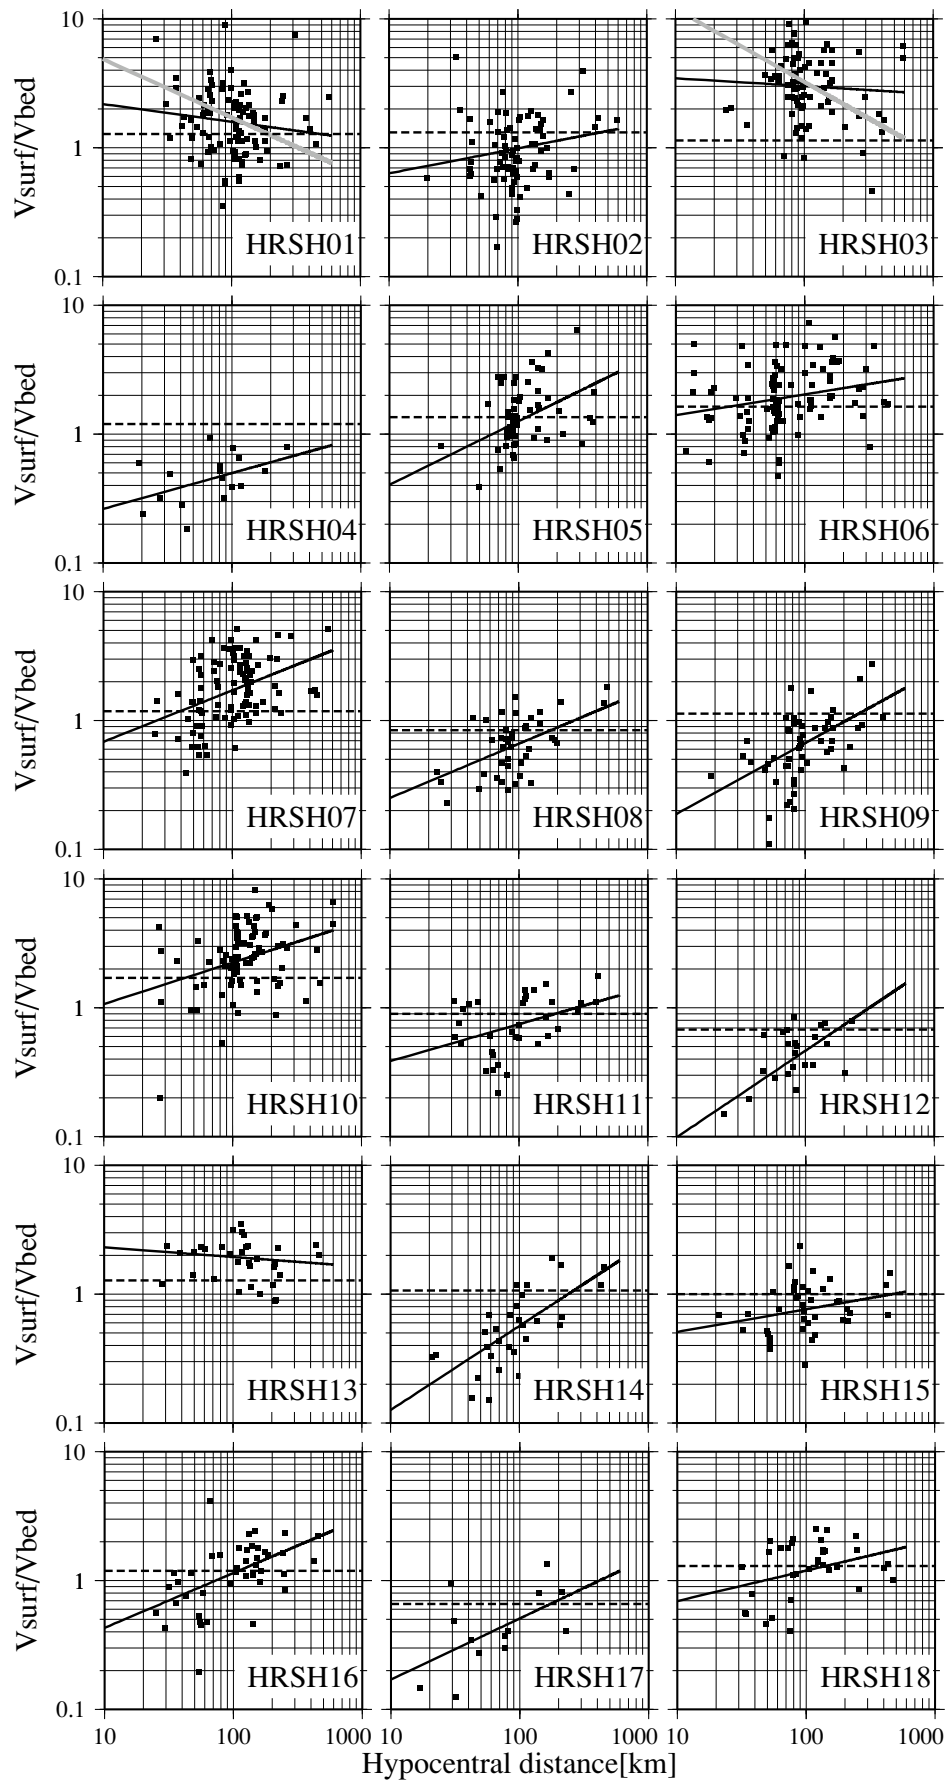 10
1
0.1
Vsurf/Vbed
HRSH01
HRSH02
HRSH03
10
1
0.1
Vsurf/Vbed
HRSH04
HRSH05
HRSH06
10
1
0.1
Vsurf/Vbed
HRSH07
HRSH08
HRSH09
10
1
0.1
Vsurf/Vbed
HRSH10
HRSH11
HRSH12
10
1
0.1
Vsurf/Vbed
HRSH13
HRSH14
HRSH15
10
1
0.1
Vsurf/Vbed
HRSH16
HRSH17
HRSH18
10 100 1000
10 100 1000
10 100 1000
Hypocentral distance[km]